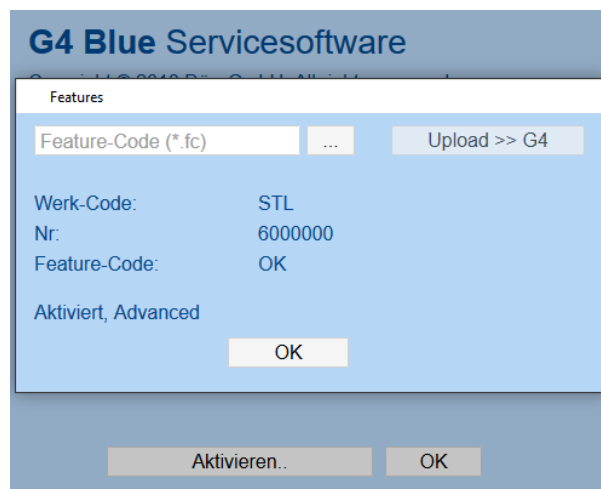 G4 Blue Servicesoftware
Features
Feature-Code (*.fc)
...
Upload >> G4
Werk-Code: STL
Nr: 6000000
Feature-Code: OK
Aktiviert, Advanced
OK
Aktivieren..
OK